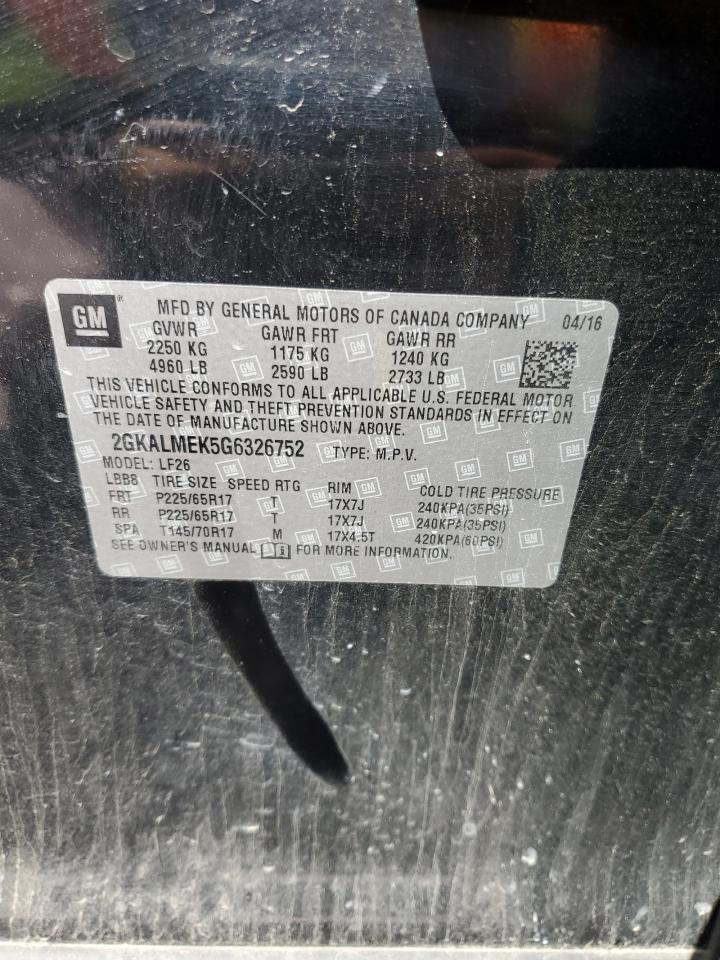 GM ® MFD BY GENERAL MOTORS OF CANADA COMPANY 04/16
GVWR GAWR FRT GAWR RR
2250 KG 1175 KG 1240 KG
4960 LB 2590 LB 2733 LB
THIS VEHICLE CONFORMS TO ALL APPLICABLE U.S. FEDERAL MOTOR
VEHICLE SAFETY AND THEFT PREVENTION STANDARDS IN EFFECT ON
THE DATE OF MANUFACTURE SHOWN ABOVE.
2GKALMEK5G6326752 TYPE: M.P.V.
MODEL: LF26
LBB8 TIRE SIZE SPEED RTG RIM COLD TIRE PRESSURE
FRT P225/65R17 T 17X7J 240KPA(35PSI)
RR P225/65R17 T 17X7J 240KPA(35PSI)
SPA T145/70R17 M 17X4.5T 420KPA(60PSI)
SEE OWNER'S MANUAL FOR MORE INFORMATION.